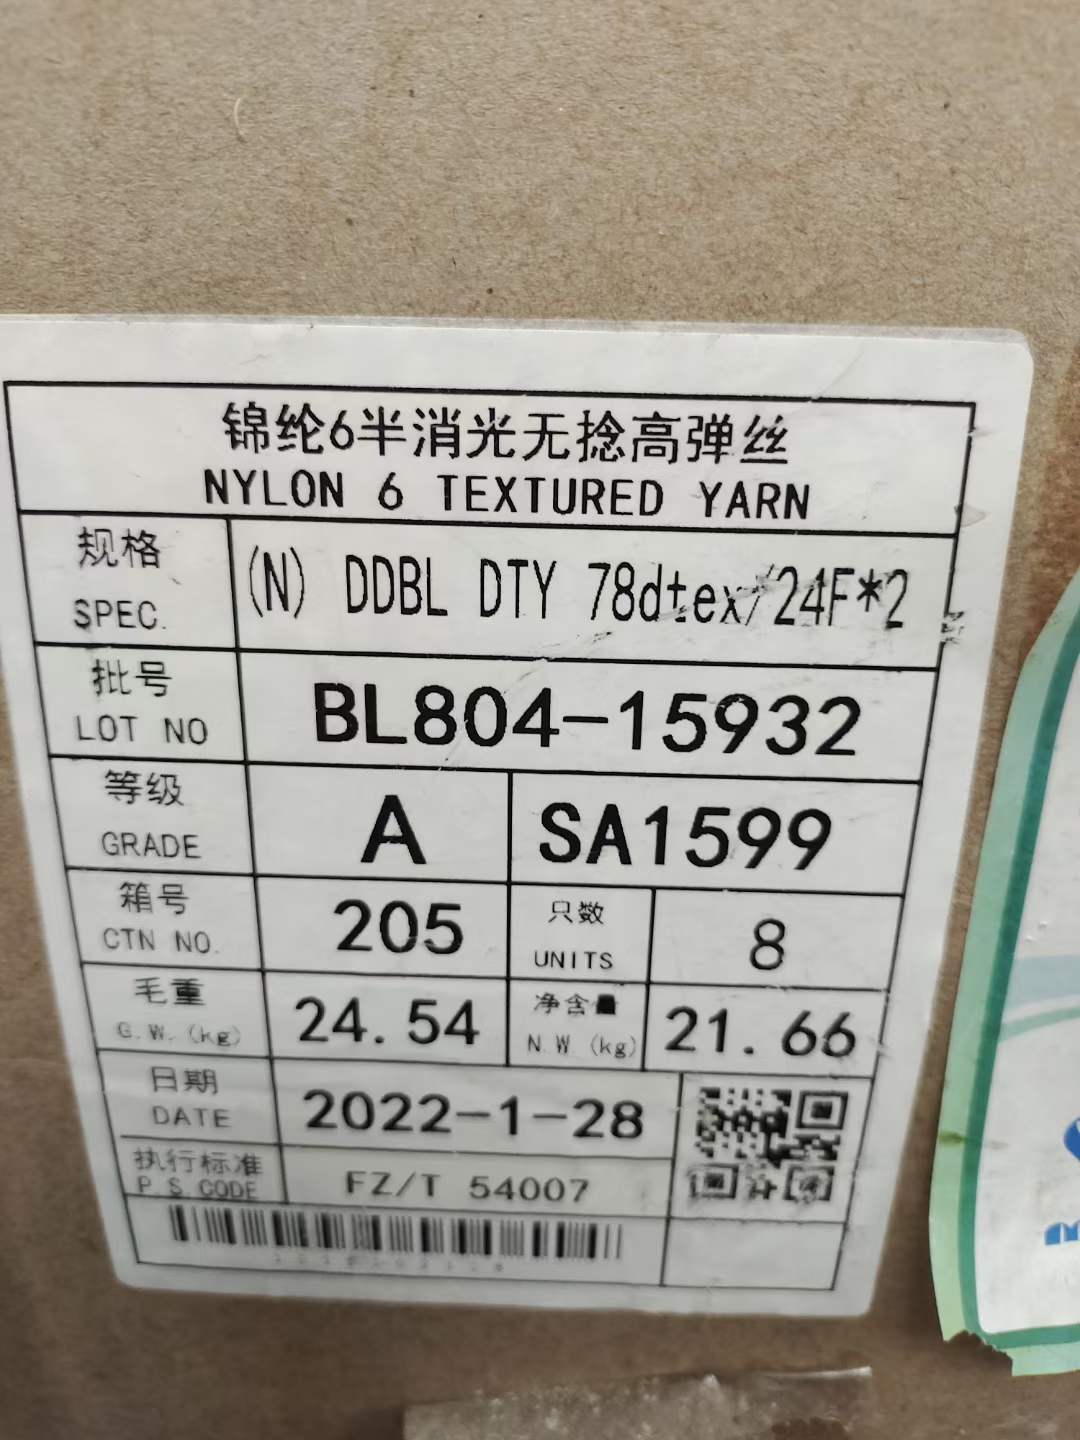 锦纶6半消光无捻高弹丝
NYLON 6 TEXTURED YARN
规格
SPEC.
(N) DDBL DTY 78dtex/24F*2
批号
LOT NO
BL804-15932
等级
GRADE
A
SA1599
箱号
CTN NO.
205
只数
UNITS
8
毛重
G.W.(kg)
24.54
净含量
N.W.(kg)
21.66
日期
DATE
2022-1-28
执行标准
P.S.CODE
FZ/T 54007